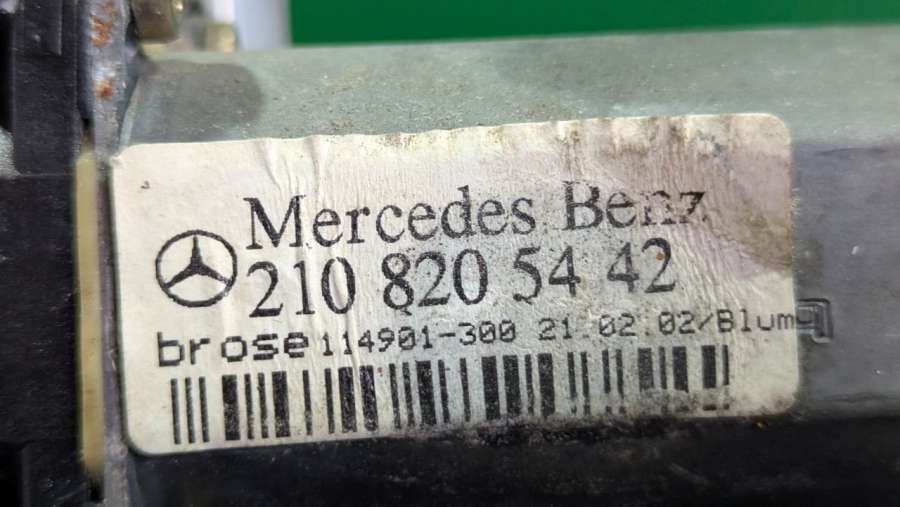 Mercedes Benz
210 820 54 42
brose 114901-300 21.02.02/Blum